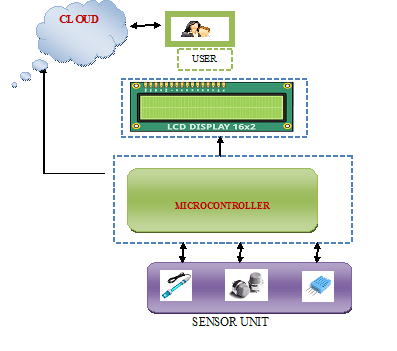 CLOUD
USER
LCD DISPLAY 16x2
MICROCONTROLLER
SENSOR UNIT